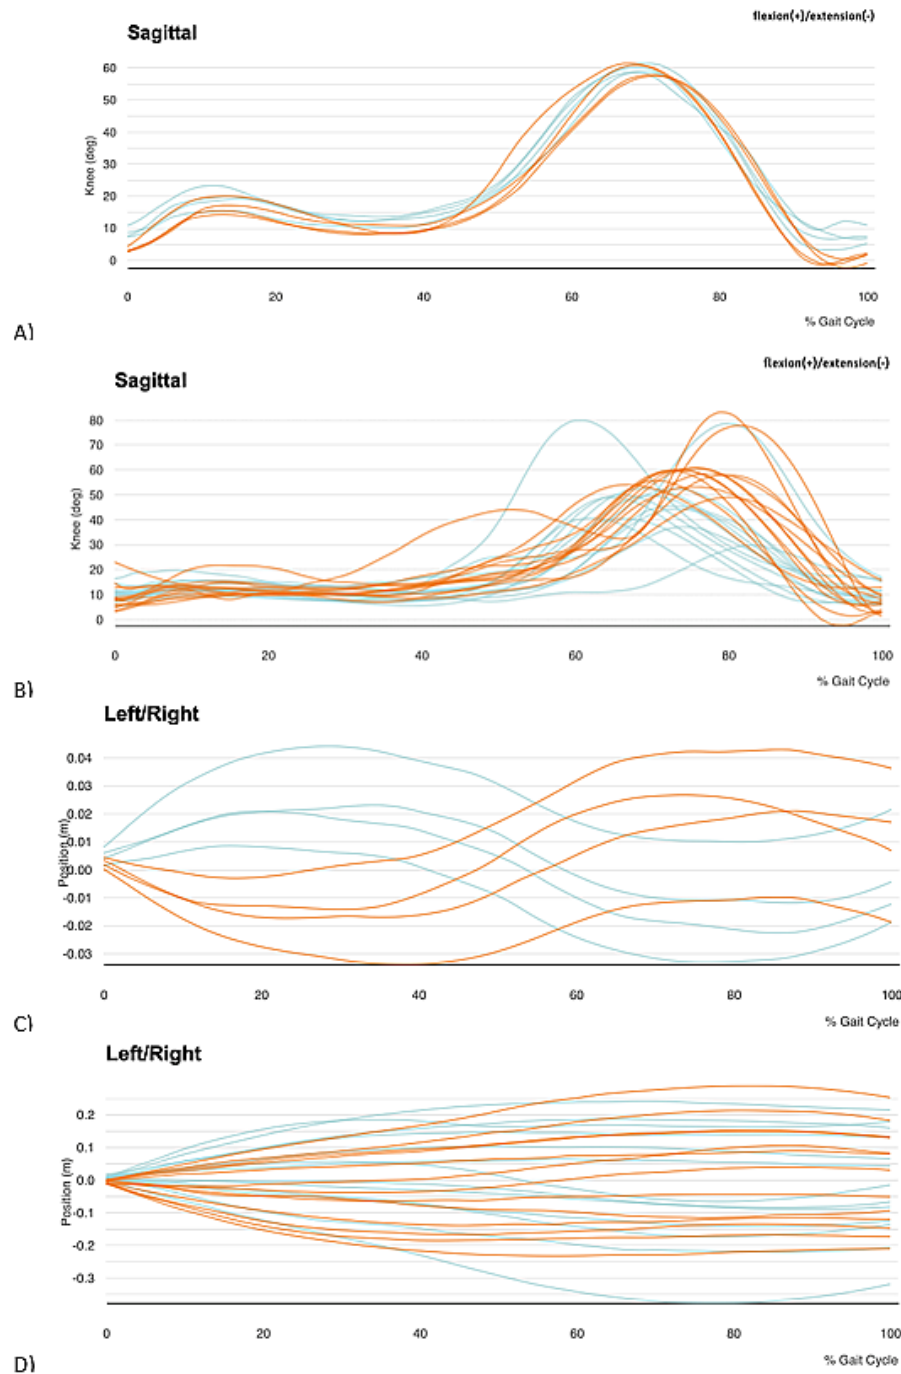 flexion(+)/extension(-)
Sagittal
60
50
40
30
20
10
0
Knee (deg)
0 20 40 60 80 100
% Gait Cycle
A)
flexion(+)/extension(-)
Sagittal
80
70
60
50
40
30
20
10
0
Knee (deg)
0 20 40 60 80 100
% Gait Cycle
B)
Left/Right
0.04
0.03
0.02
0.01
0.00
-0.01
-0.02
-0.03
Position (m)
0 20 40 60 80 100
% Gait Cycle
C)
Left/Right
0.2
0.1
0.0
-0.1
-0.2
-0.3
Position (m)
0 20 40 60 80 100
% Gait Cycle
D)